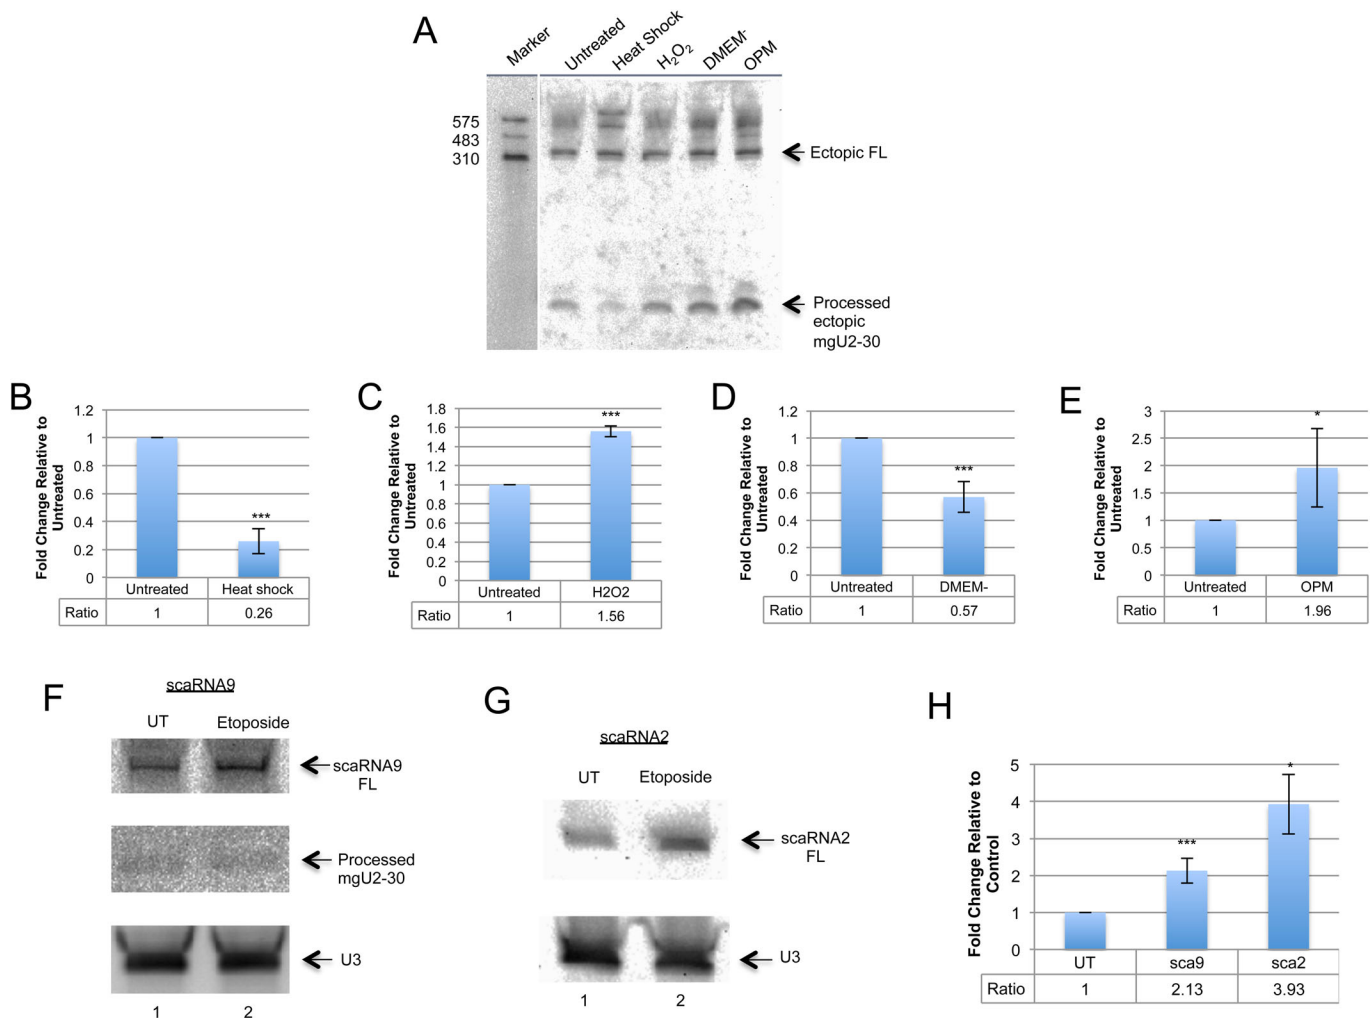 A
Marker
Untreated
Heat Shock
H2O2
DMEM-
OPM
575
483
310
Ectopic FL
Processed
ectopic
mgU2-30
B
Fold Change Relative to
Untreated
1.2
1
0.8
0.6
0.4
0.2
0
***
Untreated Heat shock
Ratio 1 0.26
C
Fold Change Relative to
Untreated
1.8
1.6
1.4
1.2
1
0.8
0.6
0.4
0.2
0
***
Untreated H2O2
Ratio 1 1.56
D
Fold Change Relative to
Untreated
1.2
1
0.8
0.6
0.4
0.2
0
***
Untreated DMEM-
Ratio 1 0.57
E
Fold Change Relative to
Untreated
3
2.5
2
1.5
1
0.5
0
*
Untreated OPM
Ratio 1 1.96
F
scaRNA9
UT Etoposide
scaRNA9
FL
Processed
mgU2-30
U3
1 2
G
scaRNA2
UT Etoposide
scaRNA2
FL
U3
1 2
H
Fold Change Relative to
Control
5
4
3
2
1
0
***
*
UT sca9 sca2
Ratio 1 2.13 3.93